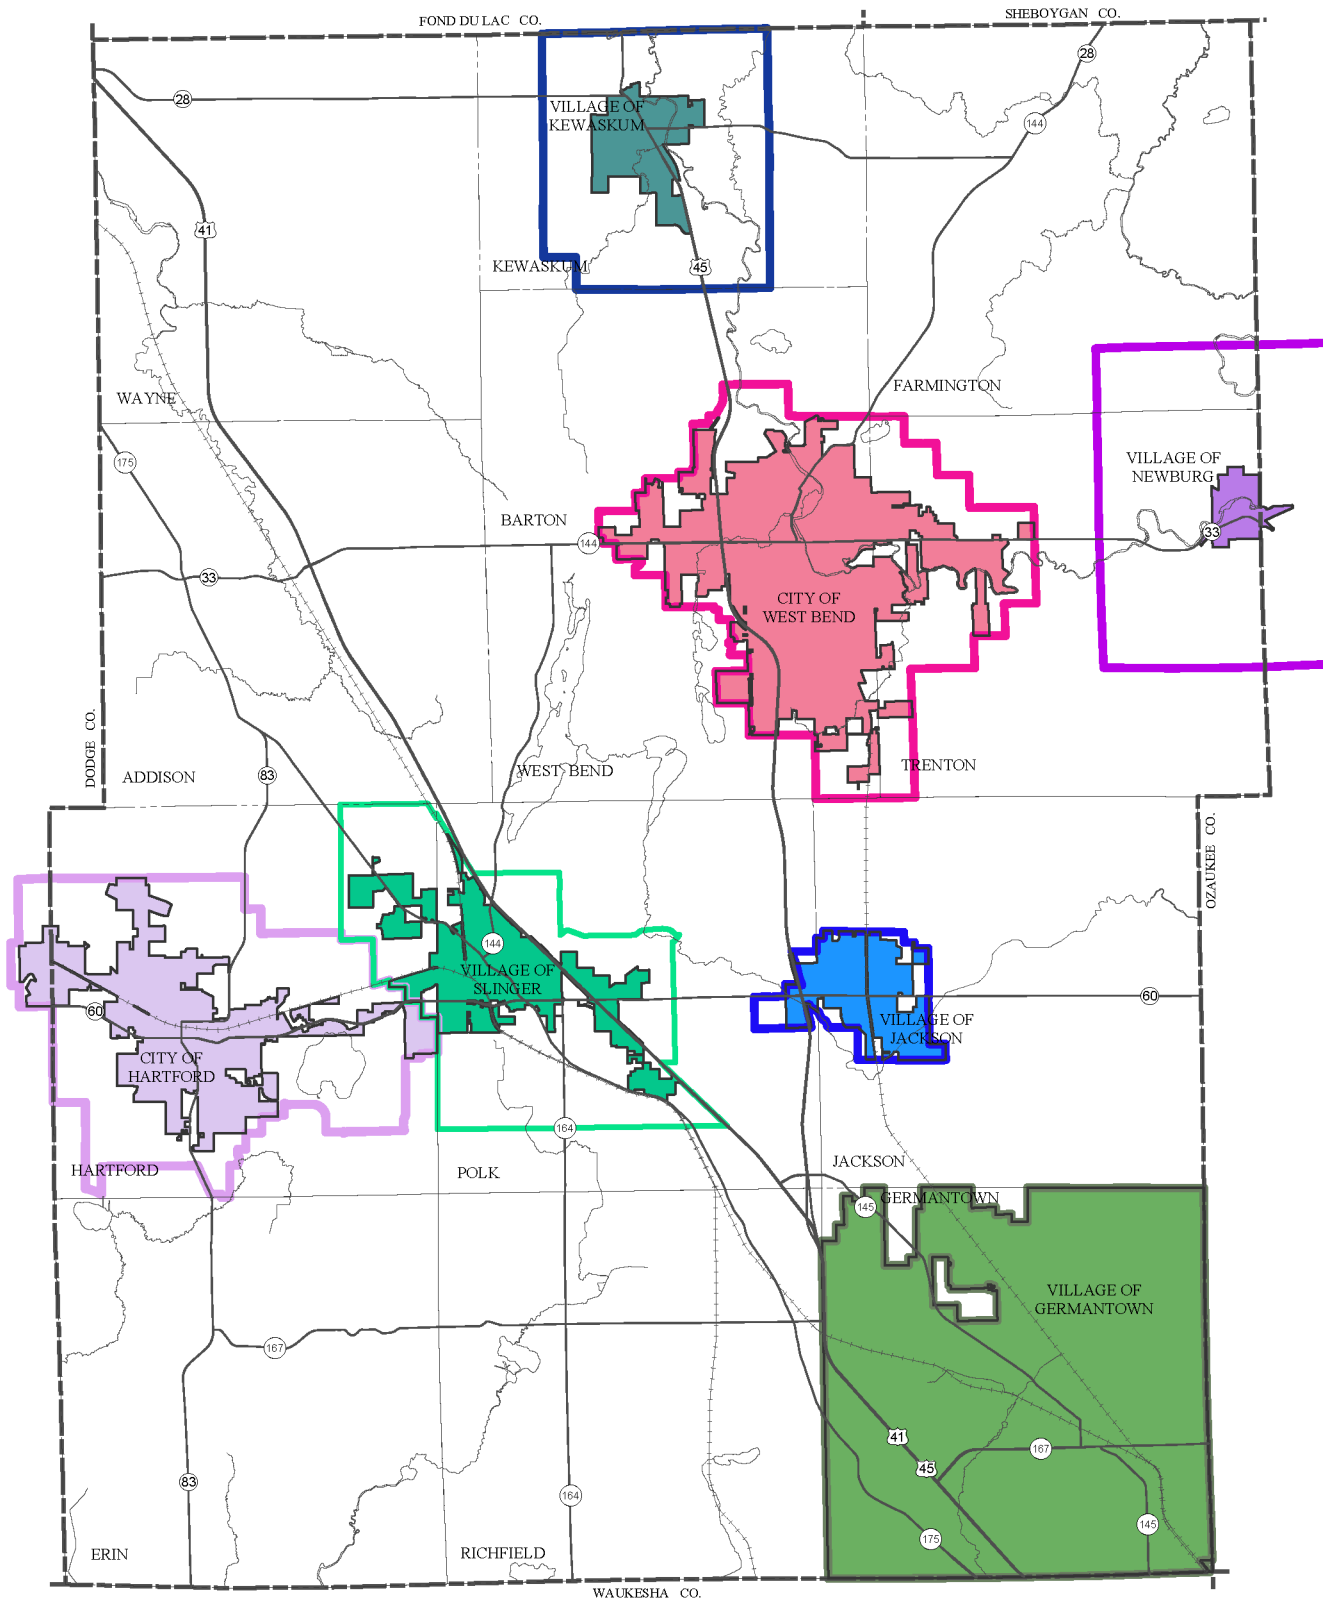 FOND DU LAC CO.
SHEBOYGAN CO.
28
28
VILLAGE OF
KEWASKUM
144
41
KEWASKUM
45
WAYNE
FARMINGTON
175
VILLAGE OF
NEWBURG
BARTON
33
144
33
CITY OF
WEST BEND
DODGE CO.
ADDISON
83
WEST BEND
TRENTON
OZAUKEE CO.
144
VILLAGE OF
SLINGER
60
60
VILLAGE OF
JACKSON
CITY OF
HARTFORD
164
HARTFORD
POLK
JACKSON
GERMANTOWN
145
VILLAGE OF
GERMANTOWN
167
41
167
45
83
164
145
175
ERIN
RICHFIELD
WAUKESHA CO.